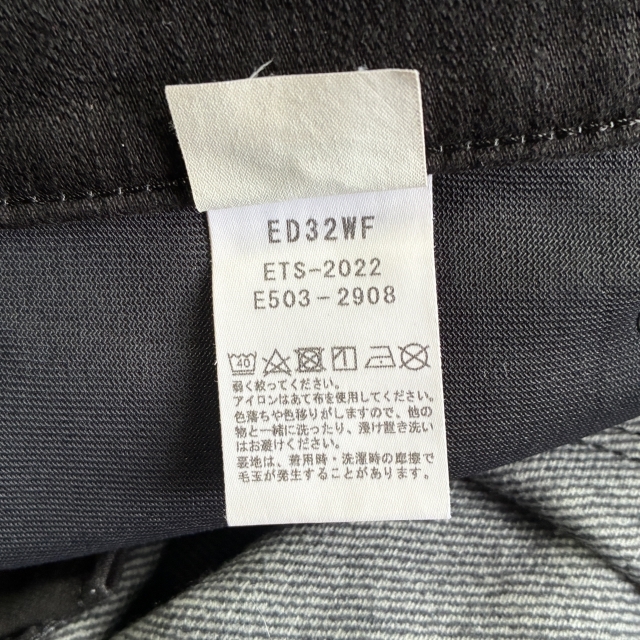 ED32WF
ETS-2022
E503-2908
40
弱く絞ってください。
アイロンはあて布を使用してください。
色落ちや色移りがしますので、他の
物と一緒に洗ったり、漬け置き洗い
はお避けください。
裏地は、着用時・洗濯時の摩擦で
毛玉が発生することがあります。